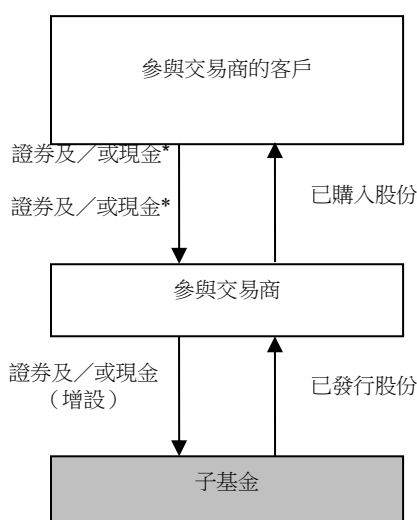 參與交易商的客戶
證券及／或現金*
證券及／或現金*
已購入股份
參與交易商
證券及／或現金
（增設）
已發行股份
子基金